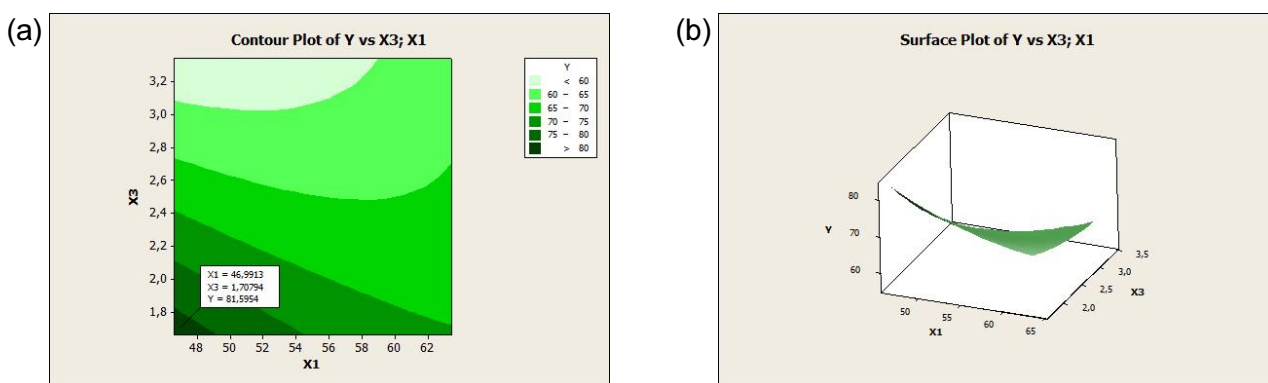 (a)
Contour Plot of Y vs X3; X1
Y
< 60
60 – 65
65 – 70
70 – 75
75 – 80
> 80
3,2
3,0
2,8
2,6
2,4
2,2
2,0
1,8
X3
X1 = 46,9913
X3 = 1,70794
Y = 81,5954
48 50 52 54 56 58 60 62
X1
(b)
Surface Plot of Y vs X3; X1
80
70
60
Y
50 55 60 65
X1
2,0
2,5
3,0
3,5
X3